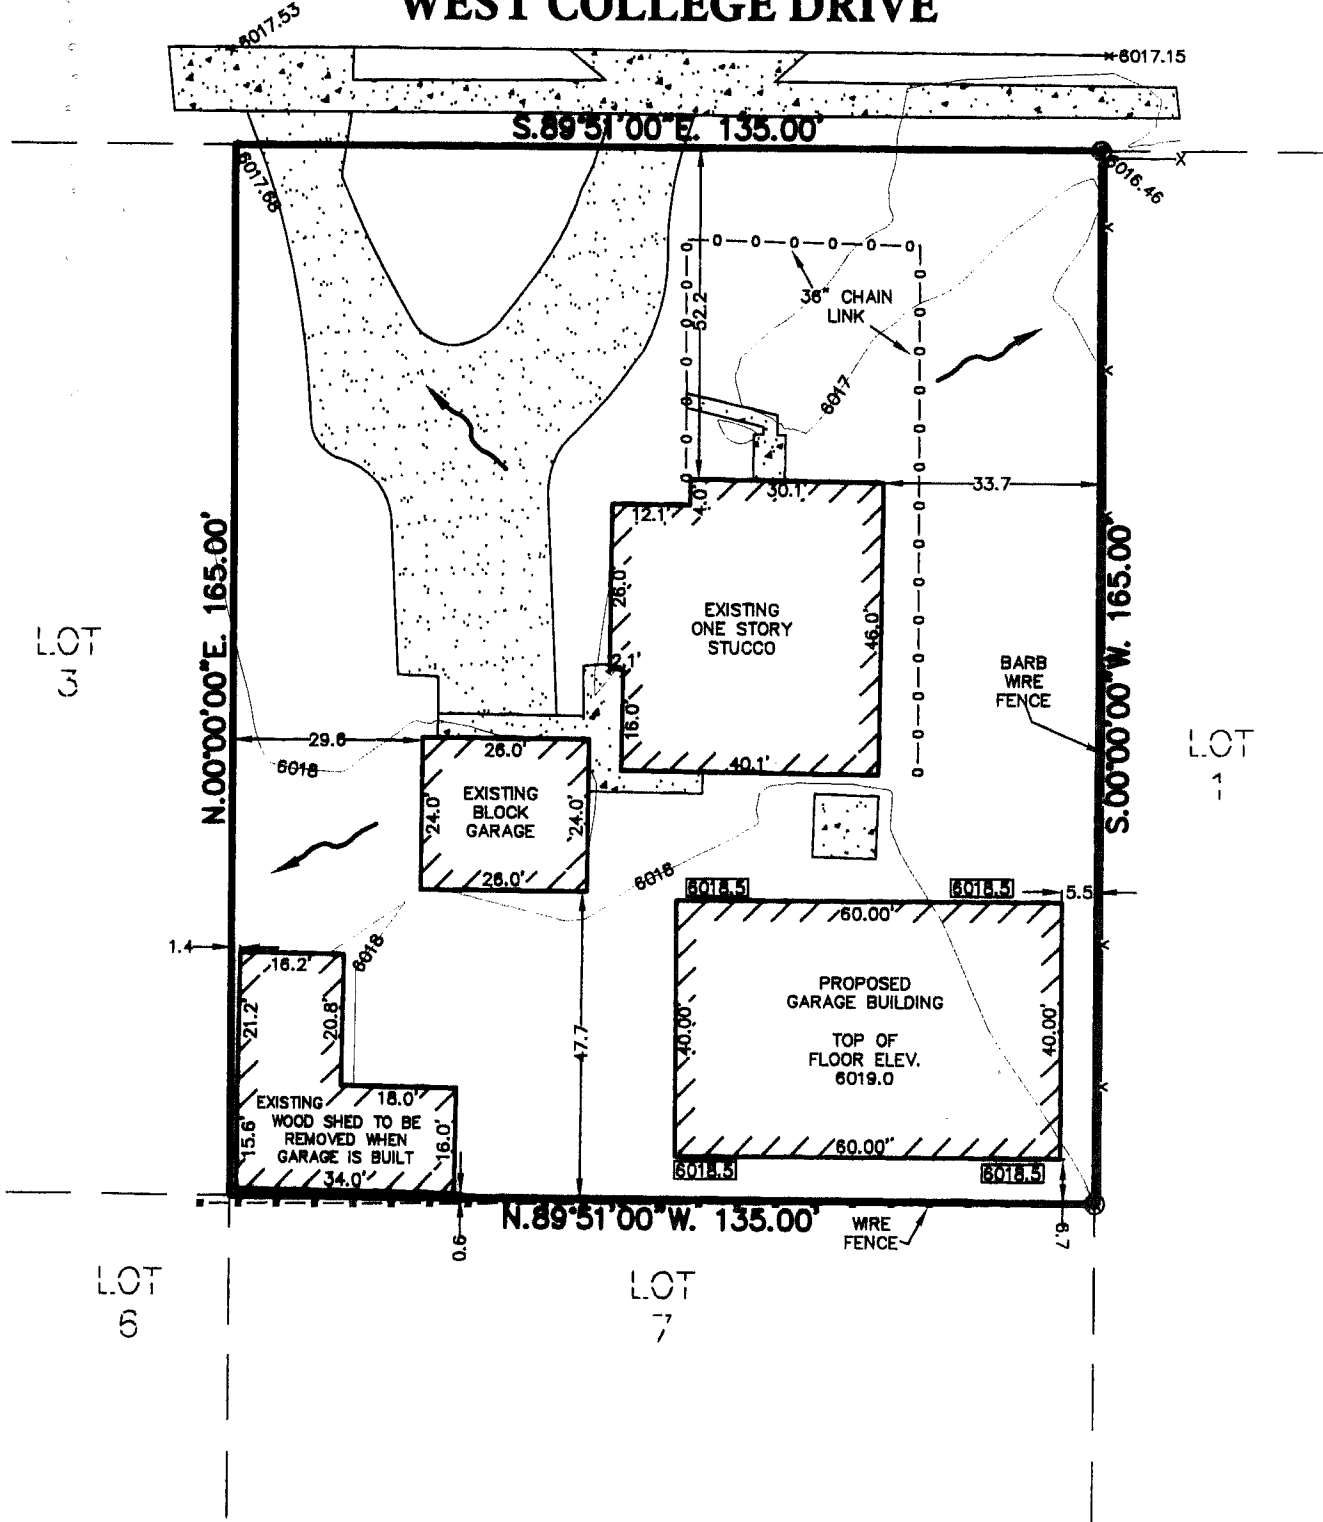 WEST COLLEGE DRIVE
6017.53
6017.15
S.89°51'00"E. 135.00'
6017.68
6016.46
X
36" CHAIN
LINK
52.2
6017
30.1'
33.7
4.0'
12.1'
N.00°00'00"E. 165.00'
S.00°00'00"W. 165.00'
26.0'
EXISTING
ONE STORY
STUCCO
46.0'
LOT
3
2.1'
BARB
WIRE
FENCE
16.0'
LOT
1
29.6
26.0'
40.1'
6018
EXISTING
BLOCK
GARAGE
24.0'
24.0'
26.0'
6018
6018.5
6018.5
5.5
60.00'
1.4
16.2'
6018
21.2'
20.8'
PROPOSED
GARAGE BUILDING
TOP OF
FLOOR ELEV.
6019.0
40.00'
40.00'
47.7
18.0'
EXISTING
WOOD SHED TO BE
REMOVED WHEN
GARAGE IS BUILT
15.6'
16.0'
34.0'
60.00"
6018.5
6018.5
N.89°51'00"W. 135.00'
WIRE
FENCE
0.6
6.7
LOT
6
LOT
7